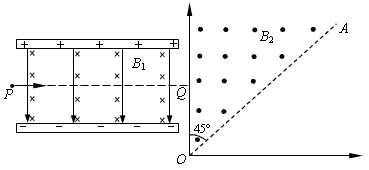 + + + + +
B₁
B₂
A
P
Q
− − − − −
45°
O